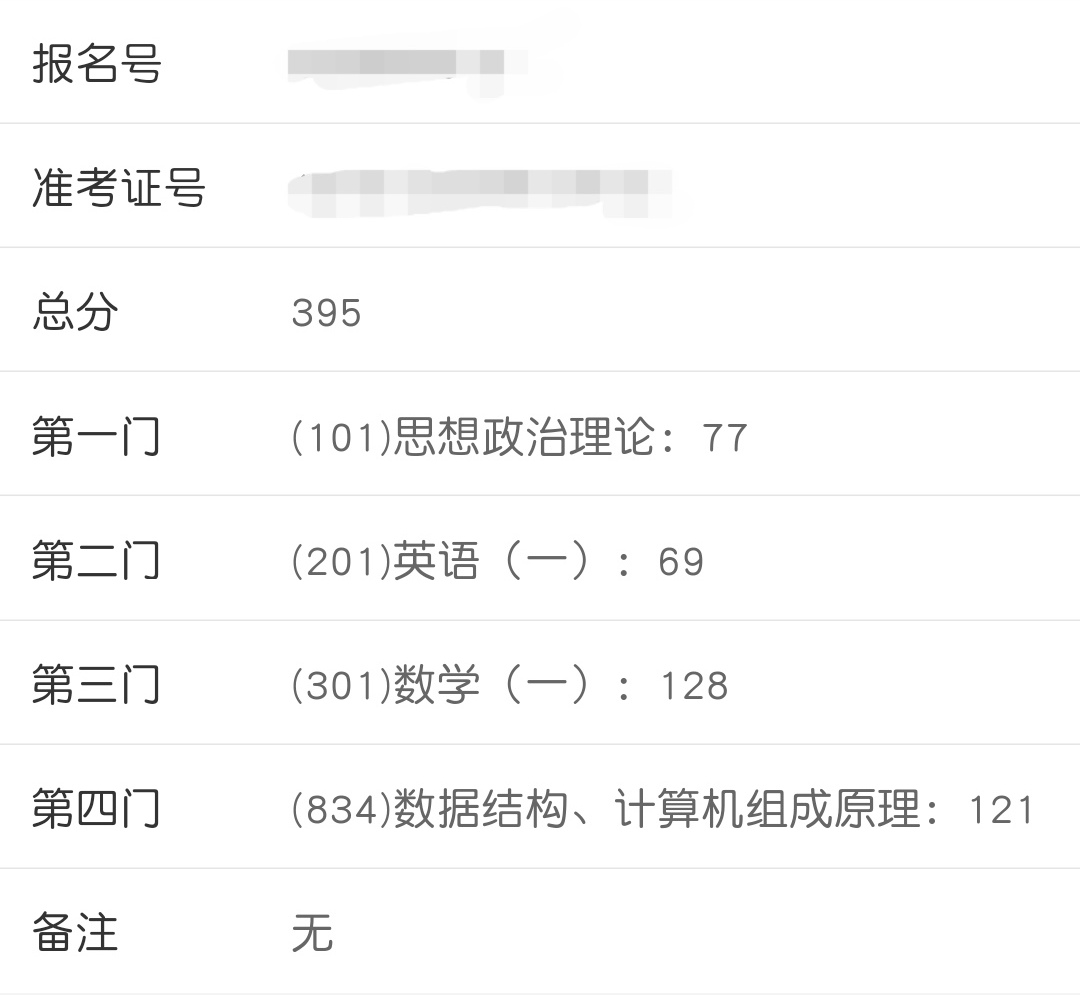 报名号
准考证号
总分 395
第一门 (101)思想政治理论：77
第二门 (201)英语（一）：69
第三门 (301)数学（一）：128
第四门 (834)数据结构、计算机组成原理：121
备注 无